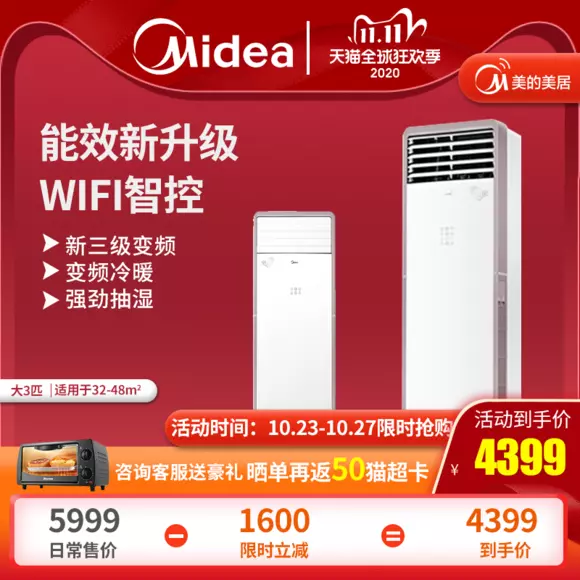 Midea
11.11
天猫全球狂欢季
2020
美的美居
能效新升级
WIFI智控
新三级变频
变频冷暖
强劲抽湿
大3匹 | 适用于32-48m²
活动时间：10.23-10.27限时抢购
活动到手价
¥4399
咨询客服送豪礼 晒单再返50猫超卡
5999 - 1600 = 4399
日常售价 限时立减 到手价